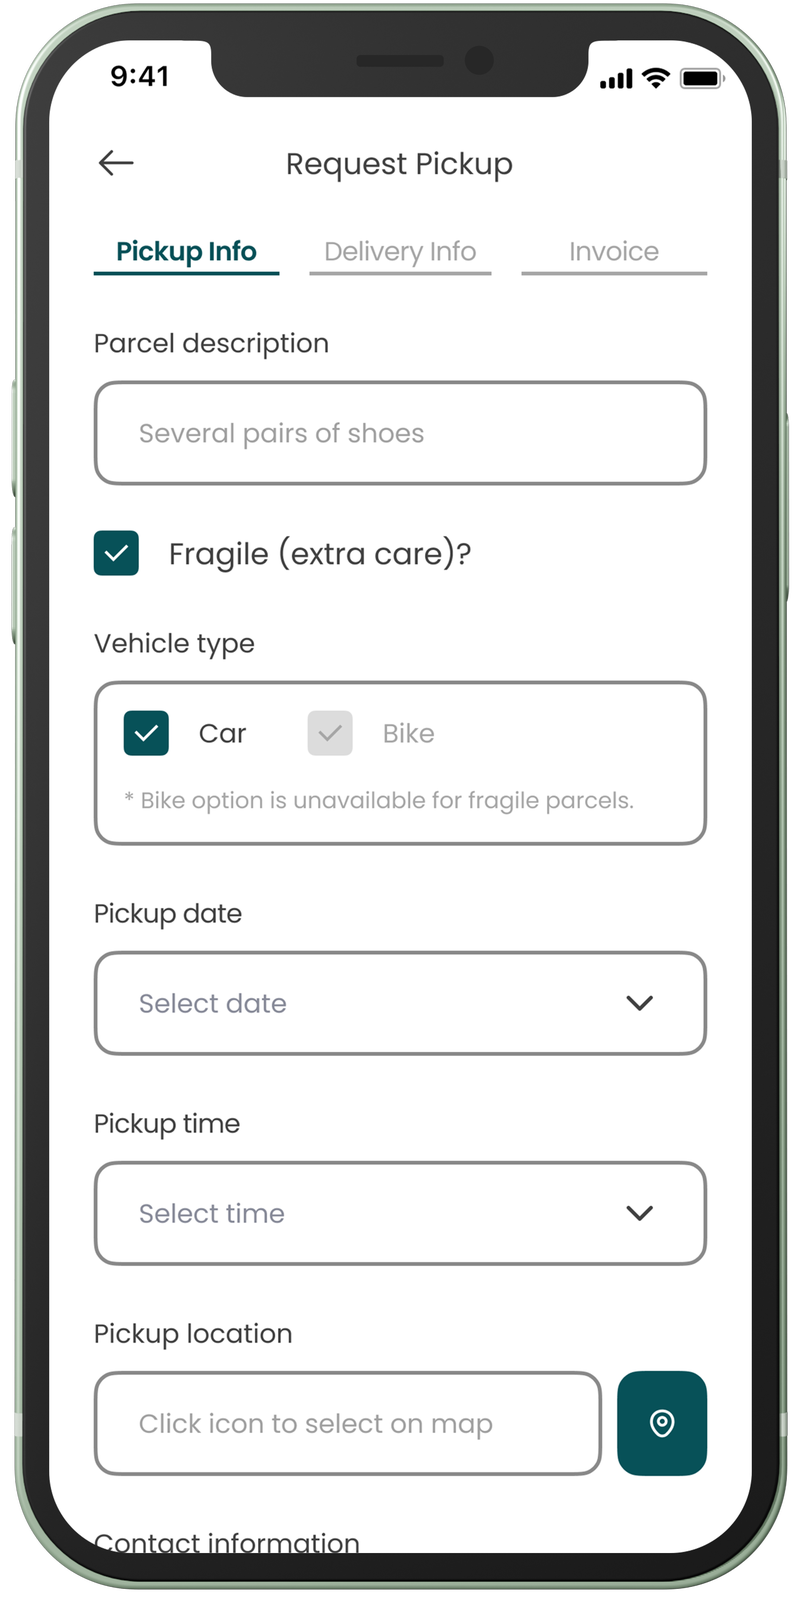 9:41
Request Pickup
Pickup Info Delivery Info Invoice
Parcel description
Several pairs of shoes
Fragile (extra care)?
Vehicle type
Car Bike
* Bike option is unavailable for fragile parcels.
Pickup date
Select date
Pickup time
Select time
Pickup location
Click icon to select on map
Contact information